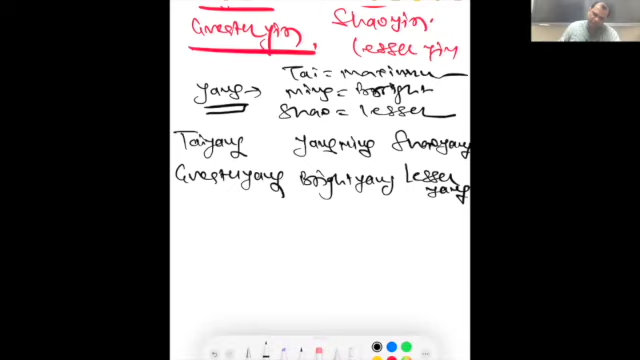 Greater yin. Shaoyin.
lesser yin
Tai = maximum
yang → ming = Bright
Shao = lesser
Taiyang yangming Shaoyang
Greater yang Bright yang lesser
yang